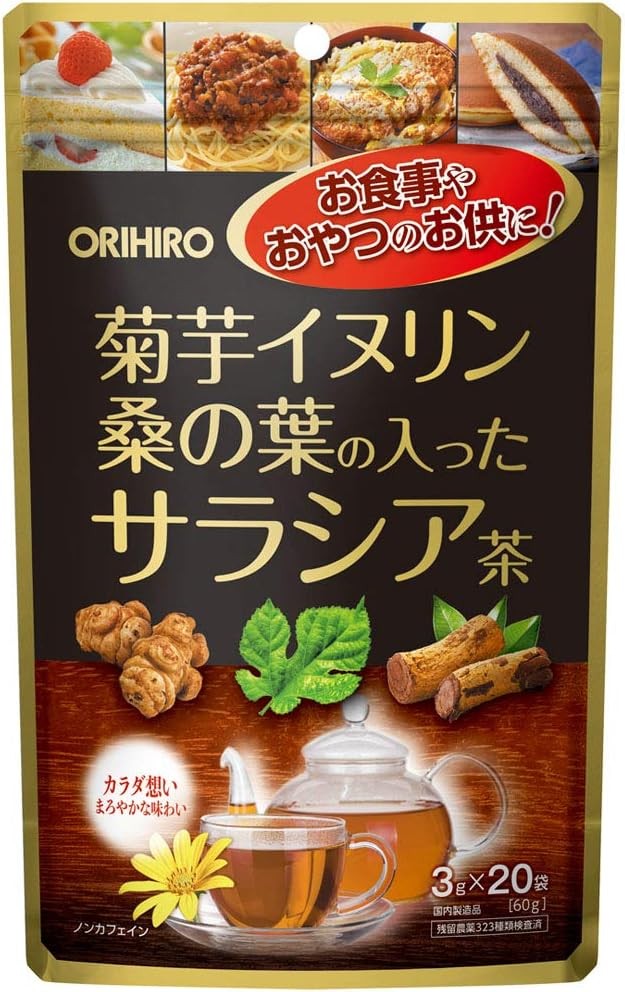 お食事や
おやつのお供に!
ORIHIRO
菊芋イヌリン
桑の葉の入った
サラシア茶
カラダ想い
まろやかな味わい
3g×20袋
[60g]
国内製造品
残留農薬323種類検査済
ノンカフェイン